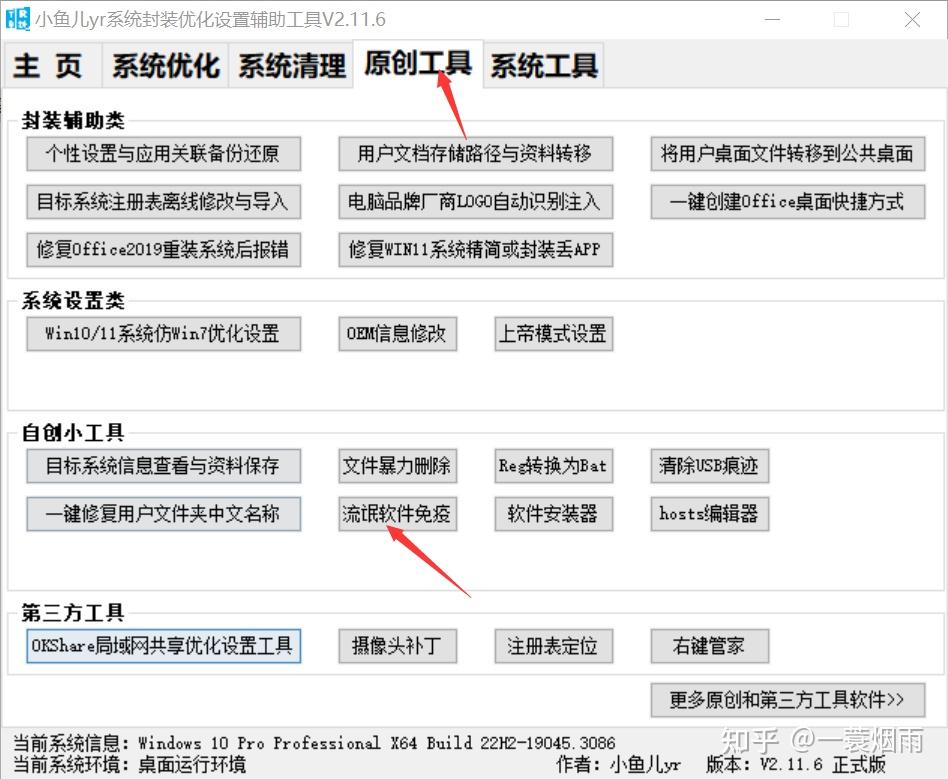 小鱼儿yr系统封装优化设置辅助工具V2.11.6
主 页 系统优化 系统清理 原创工具 系统工具
封装辅助类
个性设置与应用关联备份还原 用户文档存储路径与资料转移 将用户桌面文件转移到公共桌面
目标系统注册表离线修改与导入 电脑品牌厂商LOGO自动识别注入 一键创建Office桌面快捷方式
修复Office2019重装系统后报错 修复WIN11系统精简或封装丢APP
系统设置类
Win10/11系统仿Win7优化设置 OEM信息修改 上帝模式设置
自创小工具
目标系统信息查看与资料保存 文件暴力删除 Reg转换为Bat 清除USB痕迹
一键修复用户文件夹中文名称 流氓软件免疫 软件安装器 hosts编辑器
第三方工具
OKShare局域网共享优化设置工具 摄像头补丁 注册表定位 右键管家
更多原创和第三方工具软件>>
当前系统信息：Windows 10 Pro Professional X64 Build 22H2-19045.3086
知乎 @一蓑烟雨
当前系统环境：桌面运行环境 作者：小鱼儿yr 版本：V2.11.6 正式版